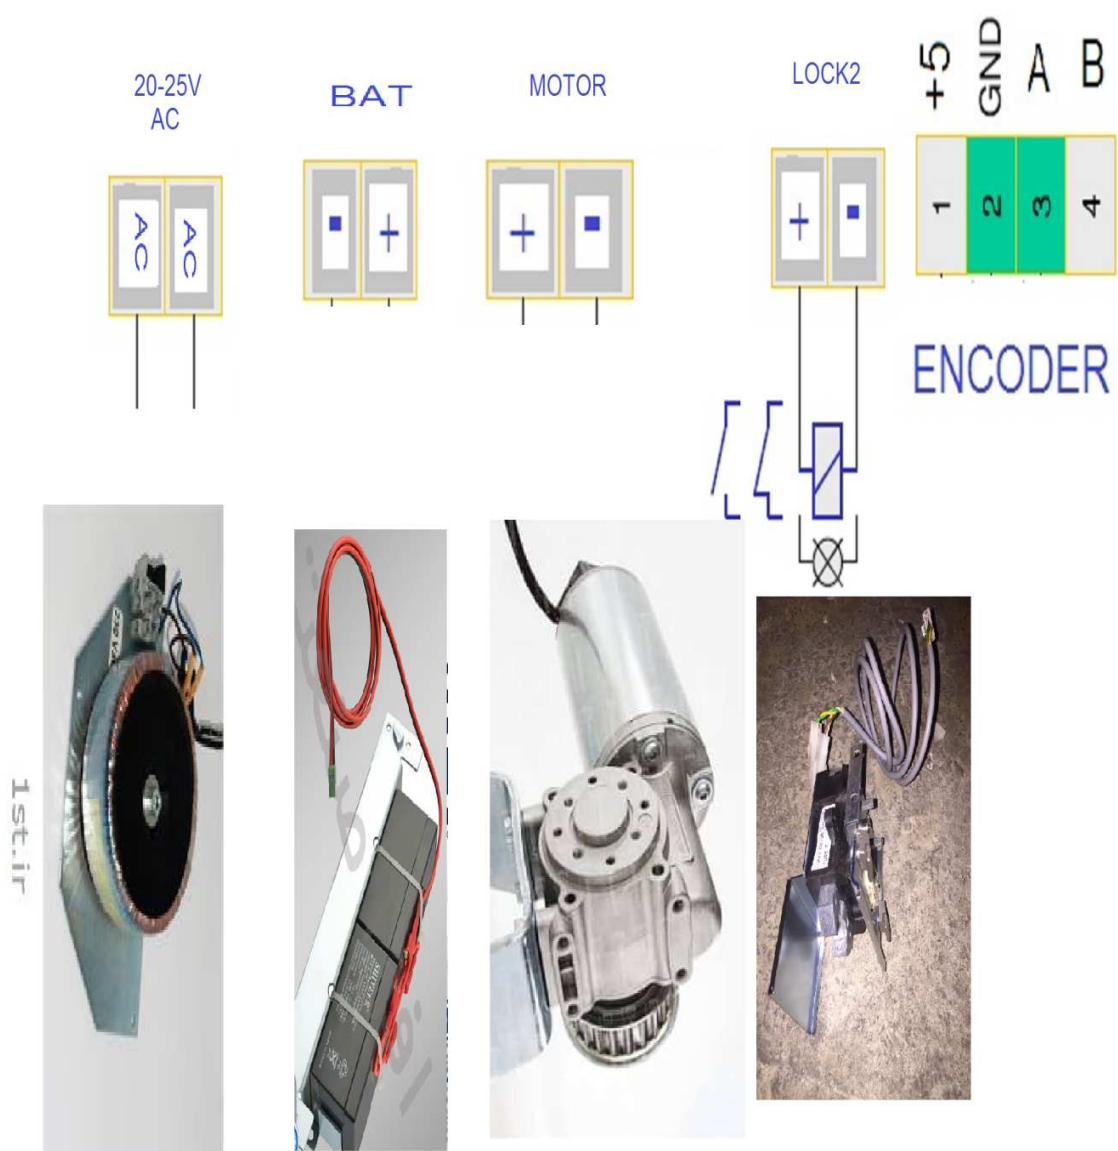 20-25V
AC
BAT
MOTOR
LOCK2
+5
GND
A
B
AC
AC
-
+
+
-
+
-
1
2
3
4
ENCODER
1st.ir